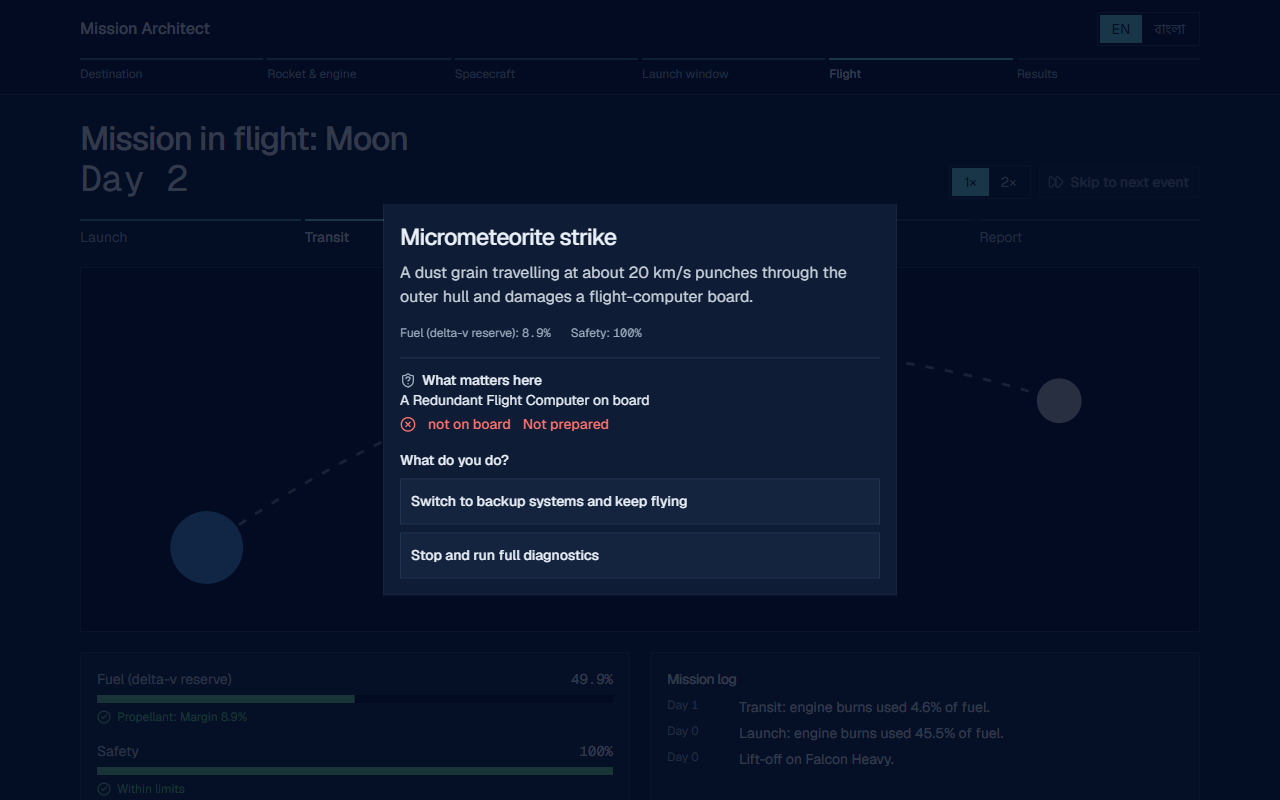 Mission Architect
EN
বাংলা
Destination
Rocket & engine
Spacecraft
Launch window
Flight
Results
Mission in flight: Moon
Day 2
1×
2×
Skip to next event
Launch
Transit
Report
Micrometeorite strike
A dust grain travelling at about 20 km/s punches through the
outer hull and damages a flight-computer board.
Fuel (delta-v reserve): 8.9%
Safety: 100%
What matters here
A Redundant Flight Computer on board
not on board
Not prepared
What do you do?
Switch to backup systems and keep flying
Stop and run full diagnostics
Fuel (delta-v reserve)
49.9%
Propellant: Margin 8.9%
Safety
100%
Within limits
Mission log
Day 1
Transit: engine burns used 4.6% of fuel.
Day 0
Launch: engine burns used 45.5% of fuel.
Day 0
Lift-off on Falcon Heavy.